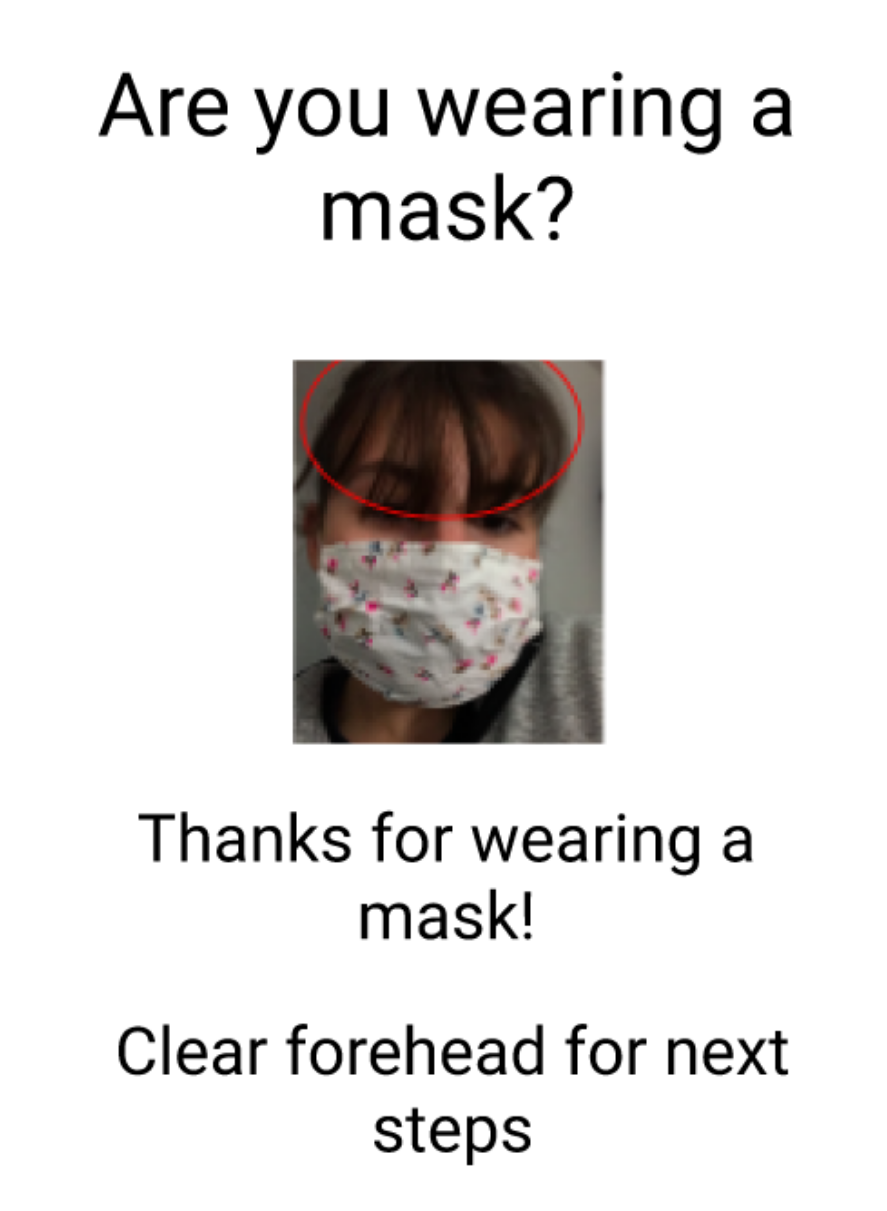 Are you wearing a
mask?
Thanks for wearing a
mask!
Clear forehead for next
steps